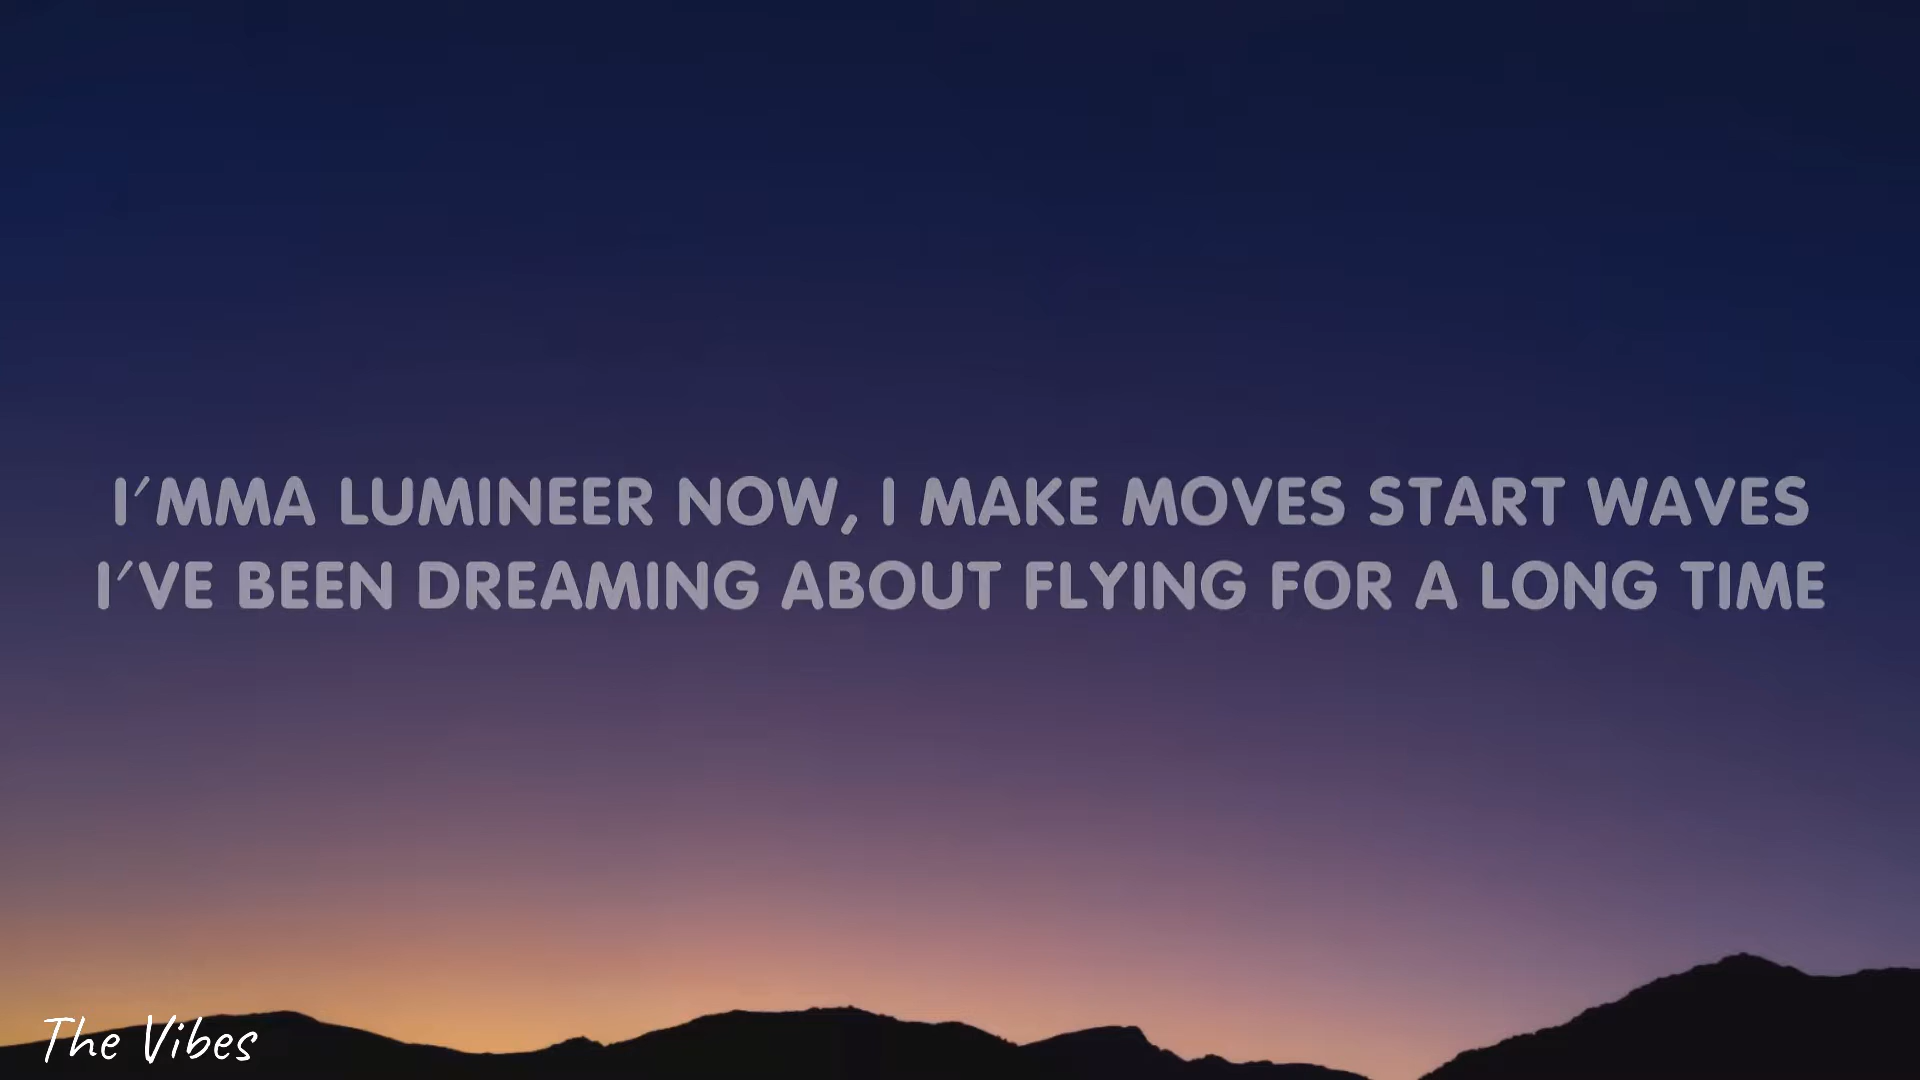 I'MMA LUMINEER NOW, I MAKE MOVES START WAVES
I'VE BEEN DREAMING ABOUT FLYING FOR A LONG TIME
The Vibes